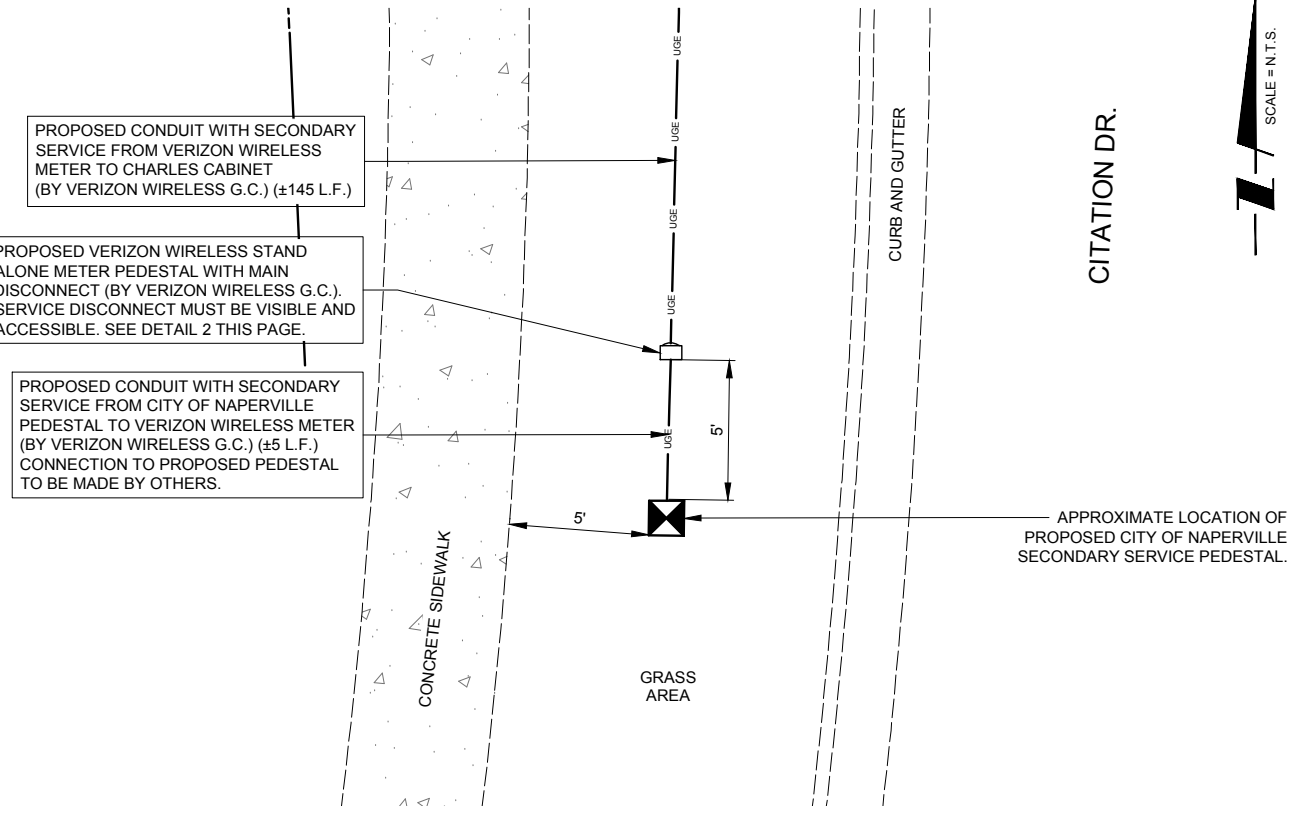 PROPOSED CONDUIT WITH SECONDARY
SERVICE FROM VERIZON WIRELESS
METER TO CHARLES CABINET
(BY VERIZON WIRELESS G.C.) (±145 L.F.)
PROPOSED VERIZON WIRELESS STAND
ALONE METER PEDESTAL WITH MAIN
DISCONNECT (BY VERIZON WIRELESS G.C.).
SERVICE DISCONNECT MUST BE VISIBLE AND
ACCESSIBLE. SEE DETAIL 2 THIS PAGE.
PROPOSED CONDUIT WITH SECONDARY
SERVICE FROM CITY OF NAPERVILLE
PEDESTAL TO VERIZON WIRELESS METER
(BY VERIZON WIRELESS G.C.) (±5 L.F.)
CONNECTION TO PROPOSED PEDESTAL
TO BE MADE BY OTHERS.
CONCRETE SIDEWALK
UGE
UGE
UGE
UGE
UGE
5'
5'
GRASS
AREA
CURB AND GUTTER
CITATION DR.
SCALE = N.T.S.
N
APPROXIMATE LOCATION OF
PROPOSED CITY OF NAPERVILLE
SECONDARY SERVICE PEDESTAL.